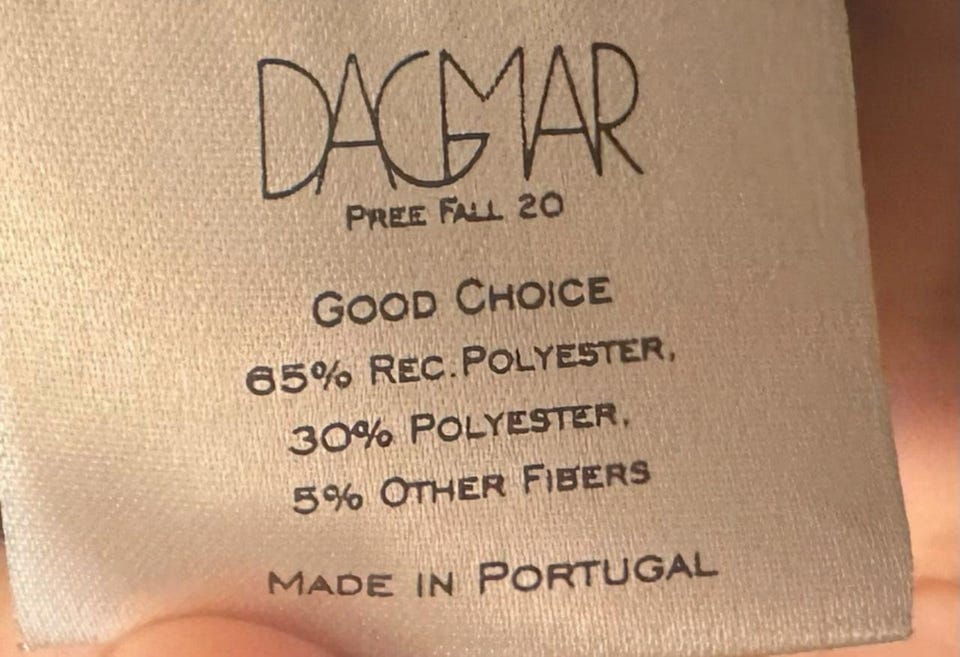 DAGMAR
PREE FALL 20
GOOD CHOICE
65% REC.POLYESTER,
30% POLYESTER,
5% OTHER FIBERS
MADE IN PORTUGAL